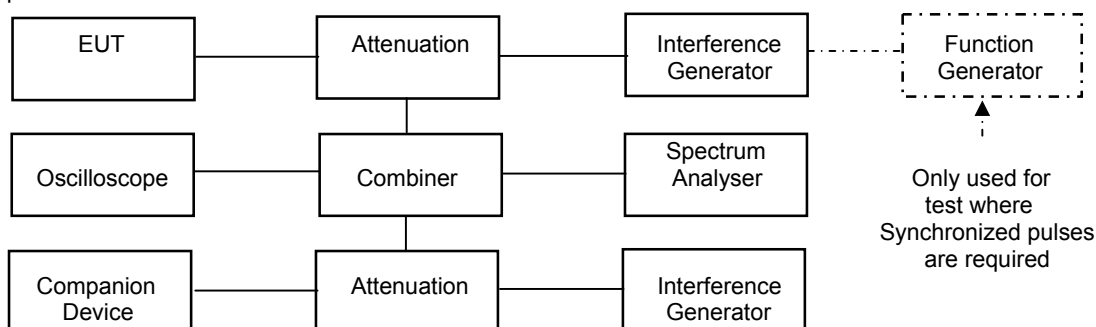 EUT
Attenuation
Interference
Generator
Function
Generator
Oscilloscope
Combiner
Spectrum
Analyser
Only used for
test where
Synchronized pulses
are required
Companion
Device
Attenuation
Interference
Generator